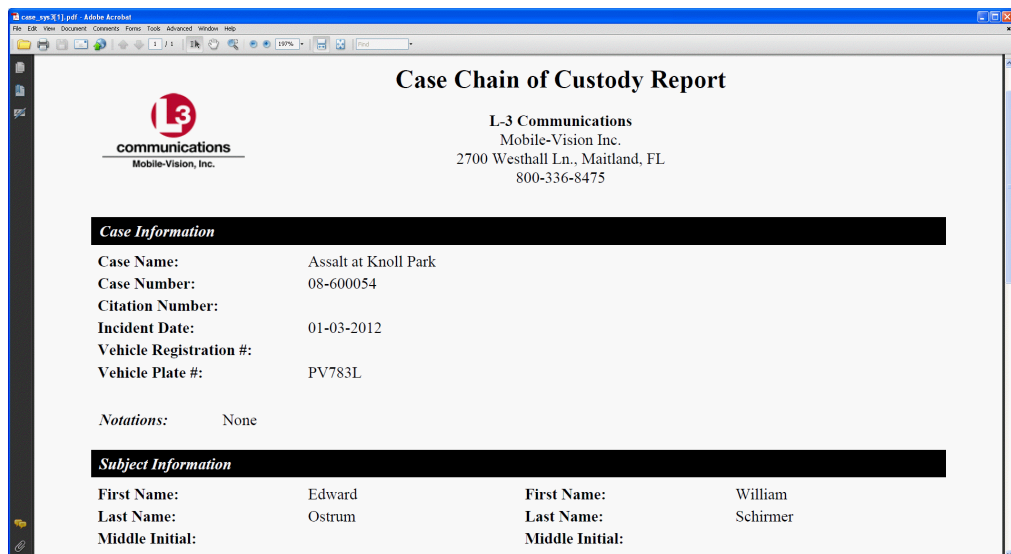 case_sys3[1].pdf - Adobe Acrobat
File Edit View Document Comments Forms Tools Advanced Window Help
1 / 1 197% Find
Case Chain of Custody Report
L3
communications
Mobile-Vision, Inc.
L-3 Communications
Mobile-Vision Inc.
2700 Westhall Ln., Maitland, FL
800-336-8475
Case Information
Case Name: Assalt at Knoll Park
Case Number: 08-600054
Citation Number:
Incident Date: 01-03-2012
Vehicle Registration #:
Vehicle Plate #: PV783L
Notations: None
Subject Information
First Name: Edward First Name: William
Last Name: Ostrum Last Name: Schirmer
Middle Initial: Middle Initial: